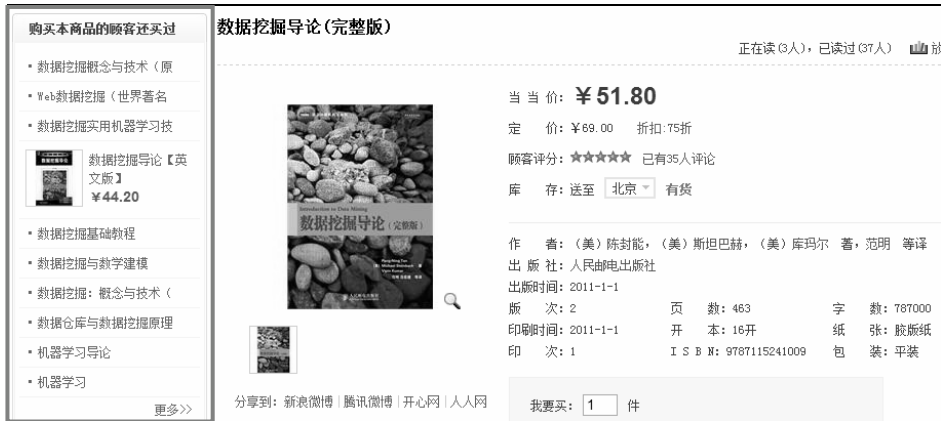 购买本商品的顾客还买过
▪ 数据挖掘概念与技术（原
▪ Web数据挖掘（世界著名
▪ 数据挖掘实用机器学习技
数据挖掘导论【英
文版】
￥44.20
▪ 数据挖掘基础教程
▪ 数据挖掘与数学建模
▪ 数据挖掘：概念与技术（
▪ 数据仓库与数据挖掘原理
▪ 机器学习导论
▪ 机器学习
更多>>
数据挖掘导论(完整版)
正在读(3人)，已读过(37人)
Introduction to Data Mining
数据挖掘导论（完整版）
人民邮电出版社
分享到：新浪微博|腾讯微博|开心网|人人网
当 当 价：￥51.80
定 价：￥69.00 折扣:75折
顾客评分：★★★★★ 已有35人评论
库 存：送至 北京 有货
作 者：（美）陈封能，（美）斯坦巴赫，（美）库玛尔 著，范明 等译
出 版 社：人民邮电出版社
出版时间：2011-1-1
版 次：2 页 数：463 字 数：787000
印刷时间：2011-1-1 开 本：16开 纸 张：胶版纸
印 次：1 I S B N：9787115241009 包 装：平装
我要买： 1 件